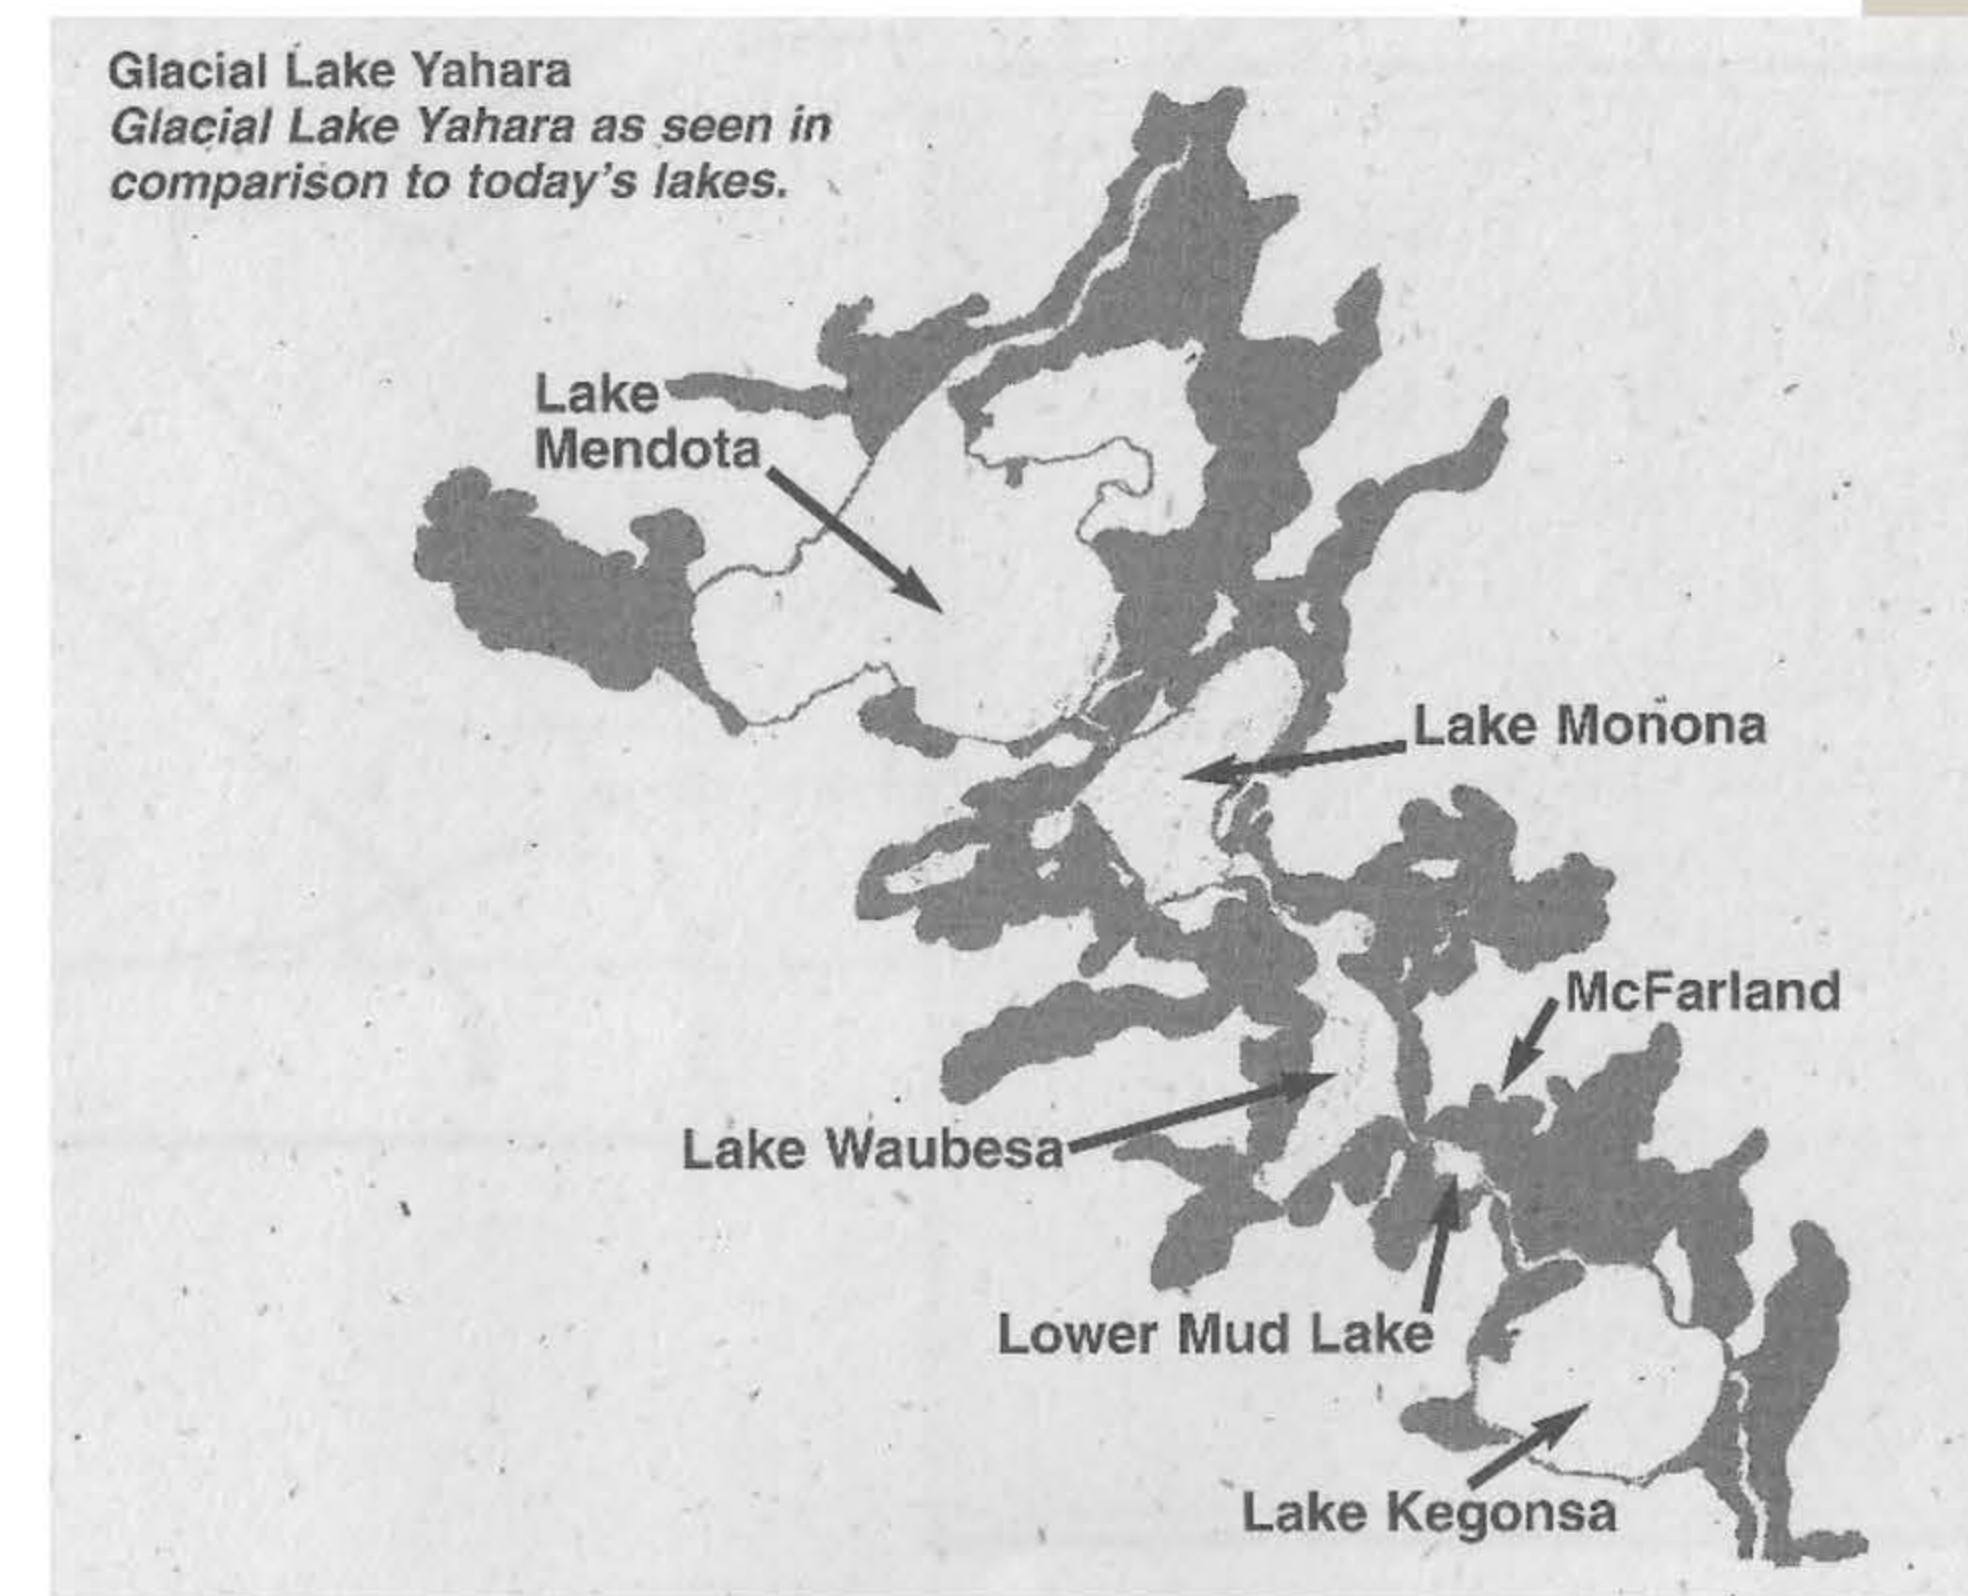 Glacial Lake Yahara
Glacial Lake Yahara as seen in
comparison to today's lakes.
Lake
Mendota
Lake Monona
McFarland
Lake Waubesa
Lower Mud Lake
Lake Kegonsa